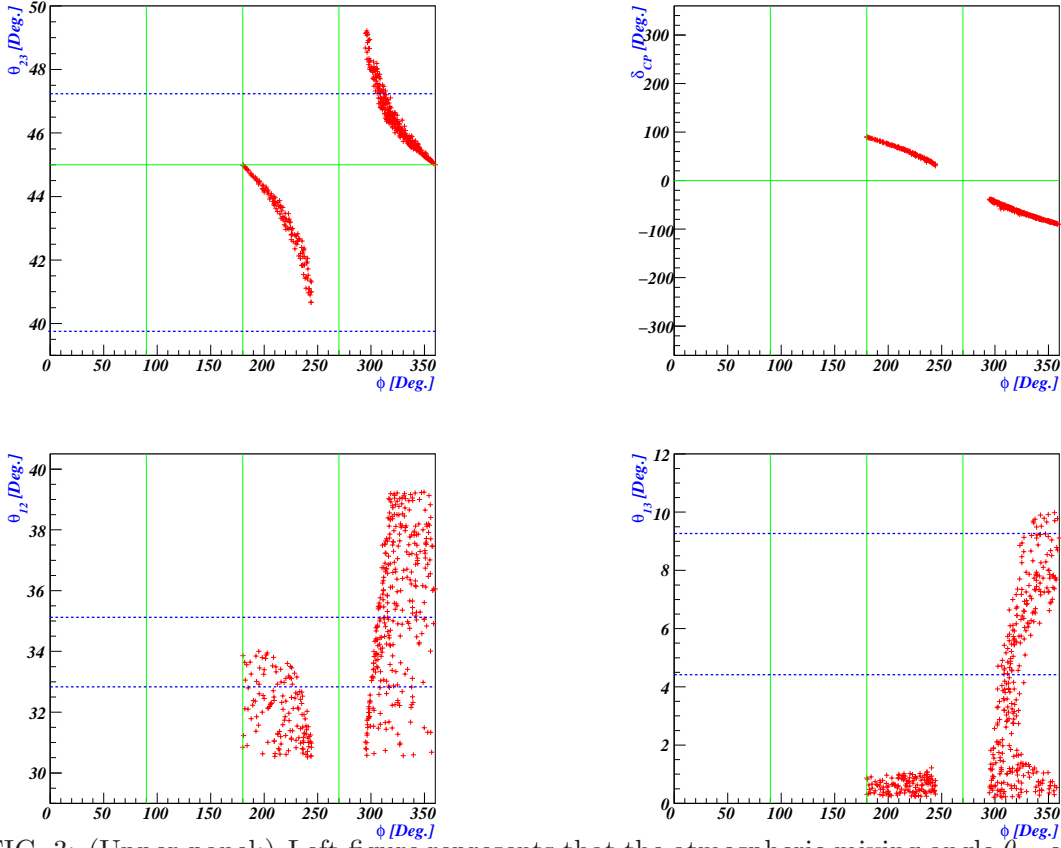 θ23 [Deg.]
50
48
46
44
42
40
0 50 100 150 200 250 300 350
ϕ [Deg.]
δCP [Deg.]
300
200
100
0
−100
−200
−300
0 50 100 150 200 250 300 350
ϕ [Deg.]
θ12 [Deg.]
40
38
36
34
32
30
0 50 100 150 200 250 300 350
ϕ [Deg.]
θ13 [Deg.]
12
10
8
6
4
2
0
0 50 100 150 200 250 300 350
ϕ [Deg.]
(Upper panel) Left figure represents that the atmospheric mixing angle θ